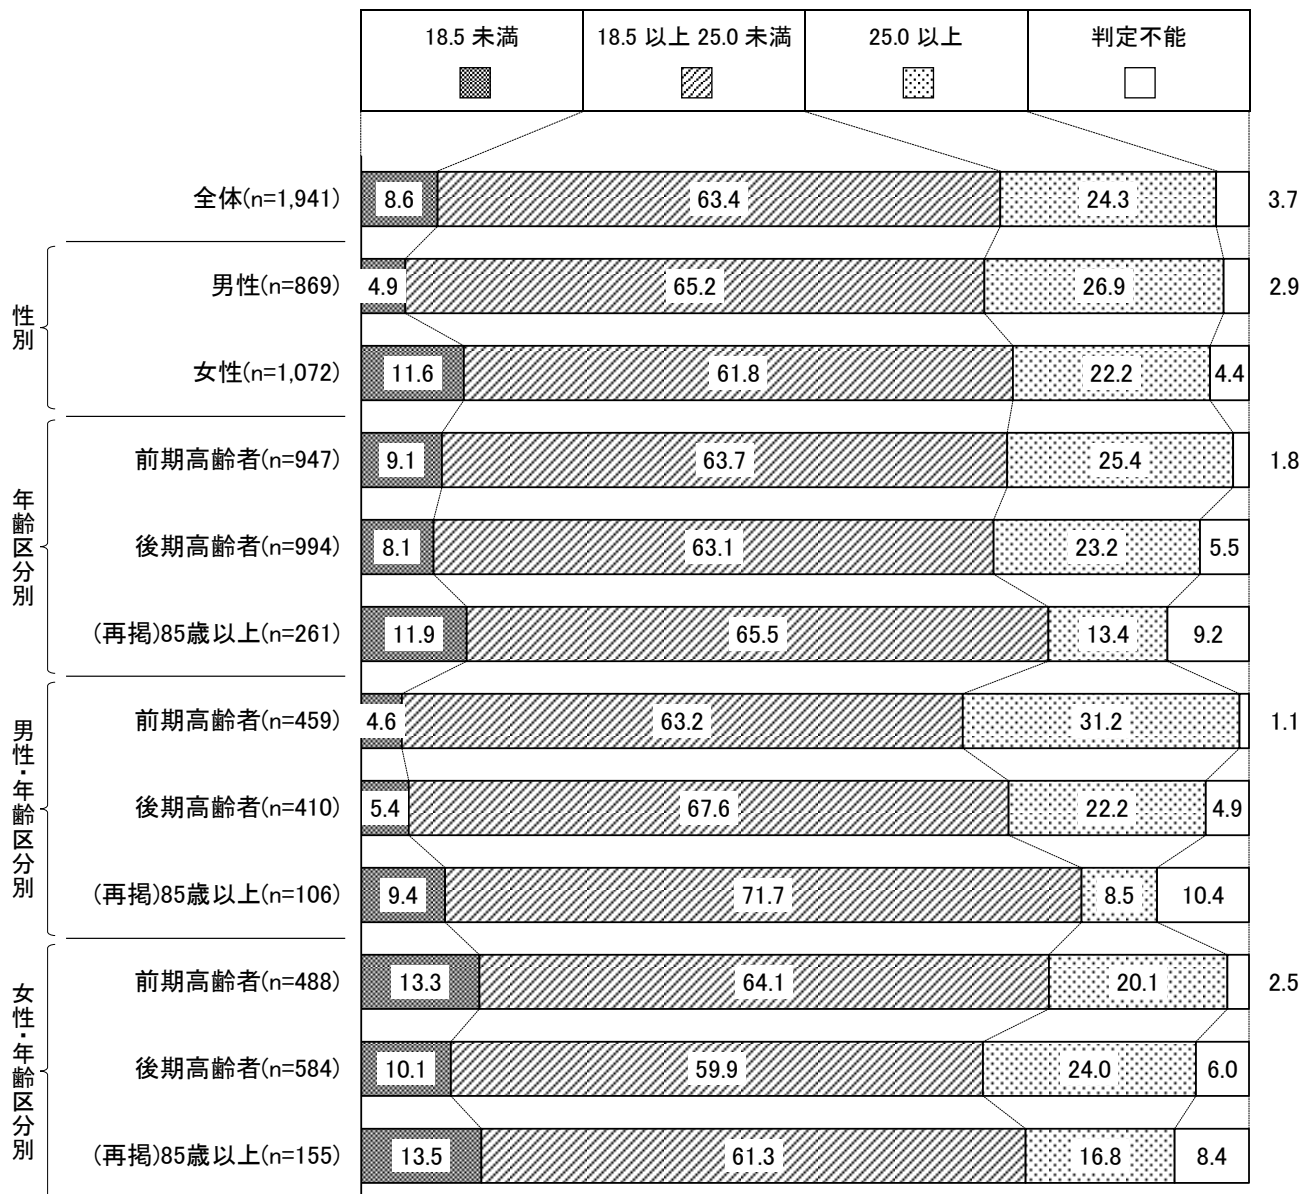 18.5 未満 18.5 以上 25.0 未満 25.0 以上 判定不能
全体(n=1,941) 8.6 63.4 24.3 3.7
性別
男性(n=869) 4.9 65.2 26.9 2.9
女性(n=1,072) 11.6 61.8 22.2 4.4
年齢区分別
前期高齢者(n=947) 9.1 63.7 25.4 1.8
後期高齢者(n=994) 8.1 63.1 23.2 5.5
(再掲)85歳以上(n=261) 11.9 65.5 13.4 9.2
男性・年齢区分別
前期高齢者(n=459) 4.6 63.2 31.2 1.1
後期高齢者(n=410) 5.4 67.6 22.2 4.9
(再掲)85歳以上(n=106) 9.4 71.7 8.5 10.4
女性・年齢区分別
前期高齢者(n=488) 13.3 64.1 20.1 2.5
後期高齢者(n=584) 10.1 59.9 24.0 6.0
(再掲)85歳以上(n=155) 13.5 61.3 16.8 8.4